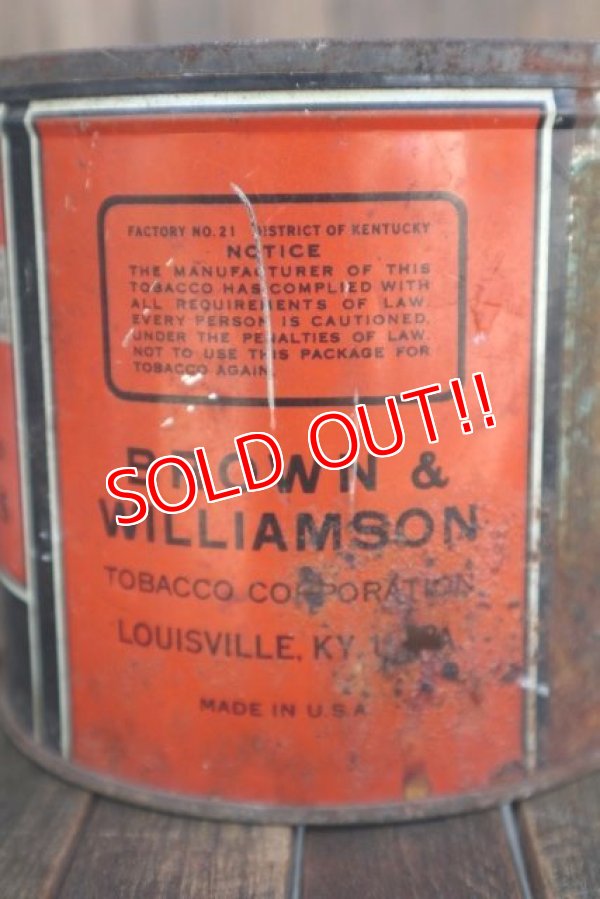 FACTORY NO. 21 DISTRICT OF KENTUCKY
NOTICE
THE MANUFACTURER OF THIS
TOBACCO HAS COMPLIED WITH
ALL REQUIREMENTS OF LAW.
EVERY PERSON IS CAUTIONED,
UNDER THE PENALTIES OF LAW,
NOT TO USE THIS PACKAGE FOR
TOBACCO AGAIN.
SOLD OUT!!
BROWN &
WILLIAMSON
TOBACCO CORPORATION
LOUISVILLE, KY. U.S.A
MADE IN U.S.A